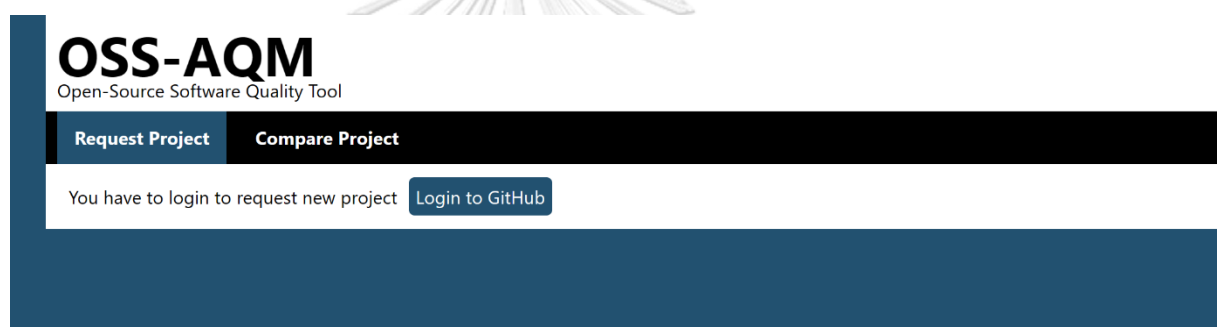 OSS-AQM
Open-Source Software Quality Tool
Request Project Compare Project
You have to login to request new project Login to GitHub